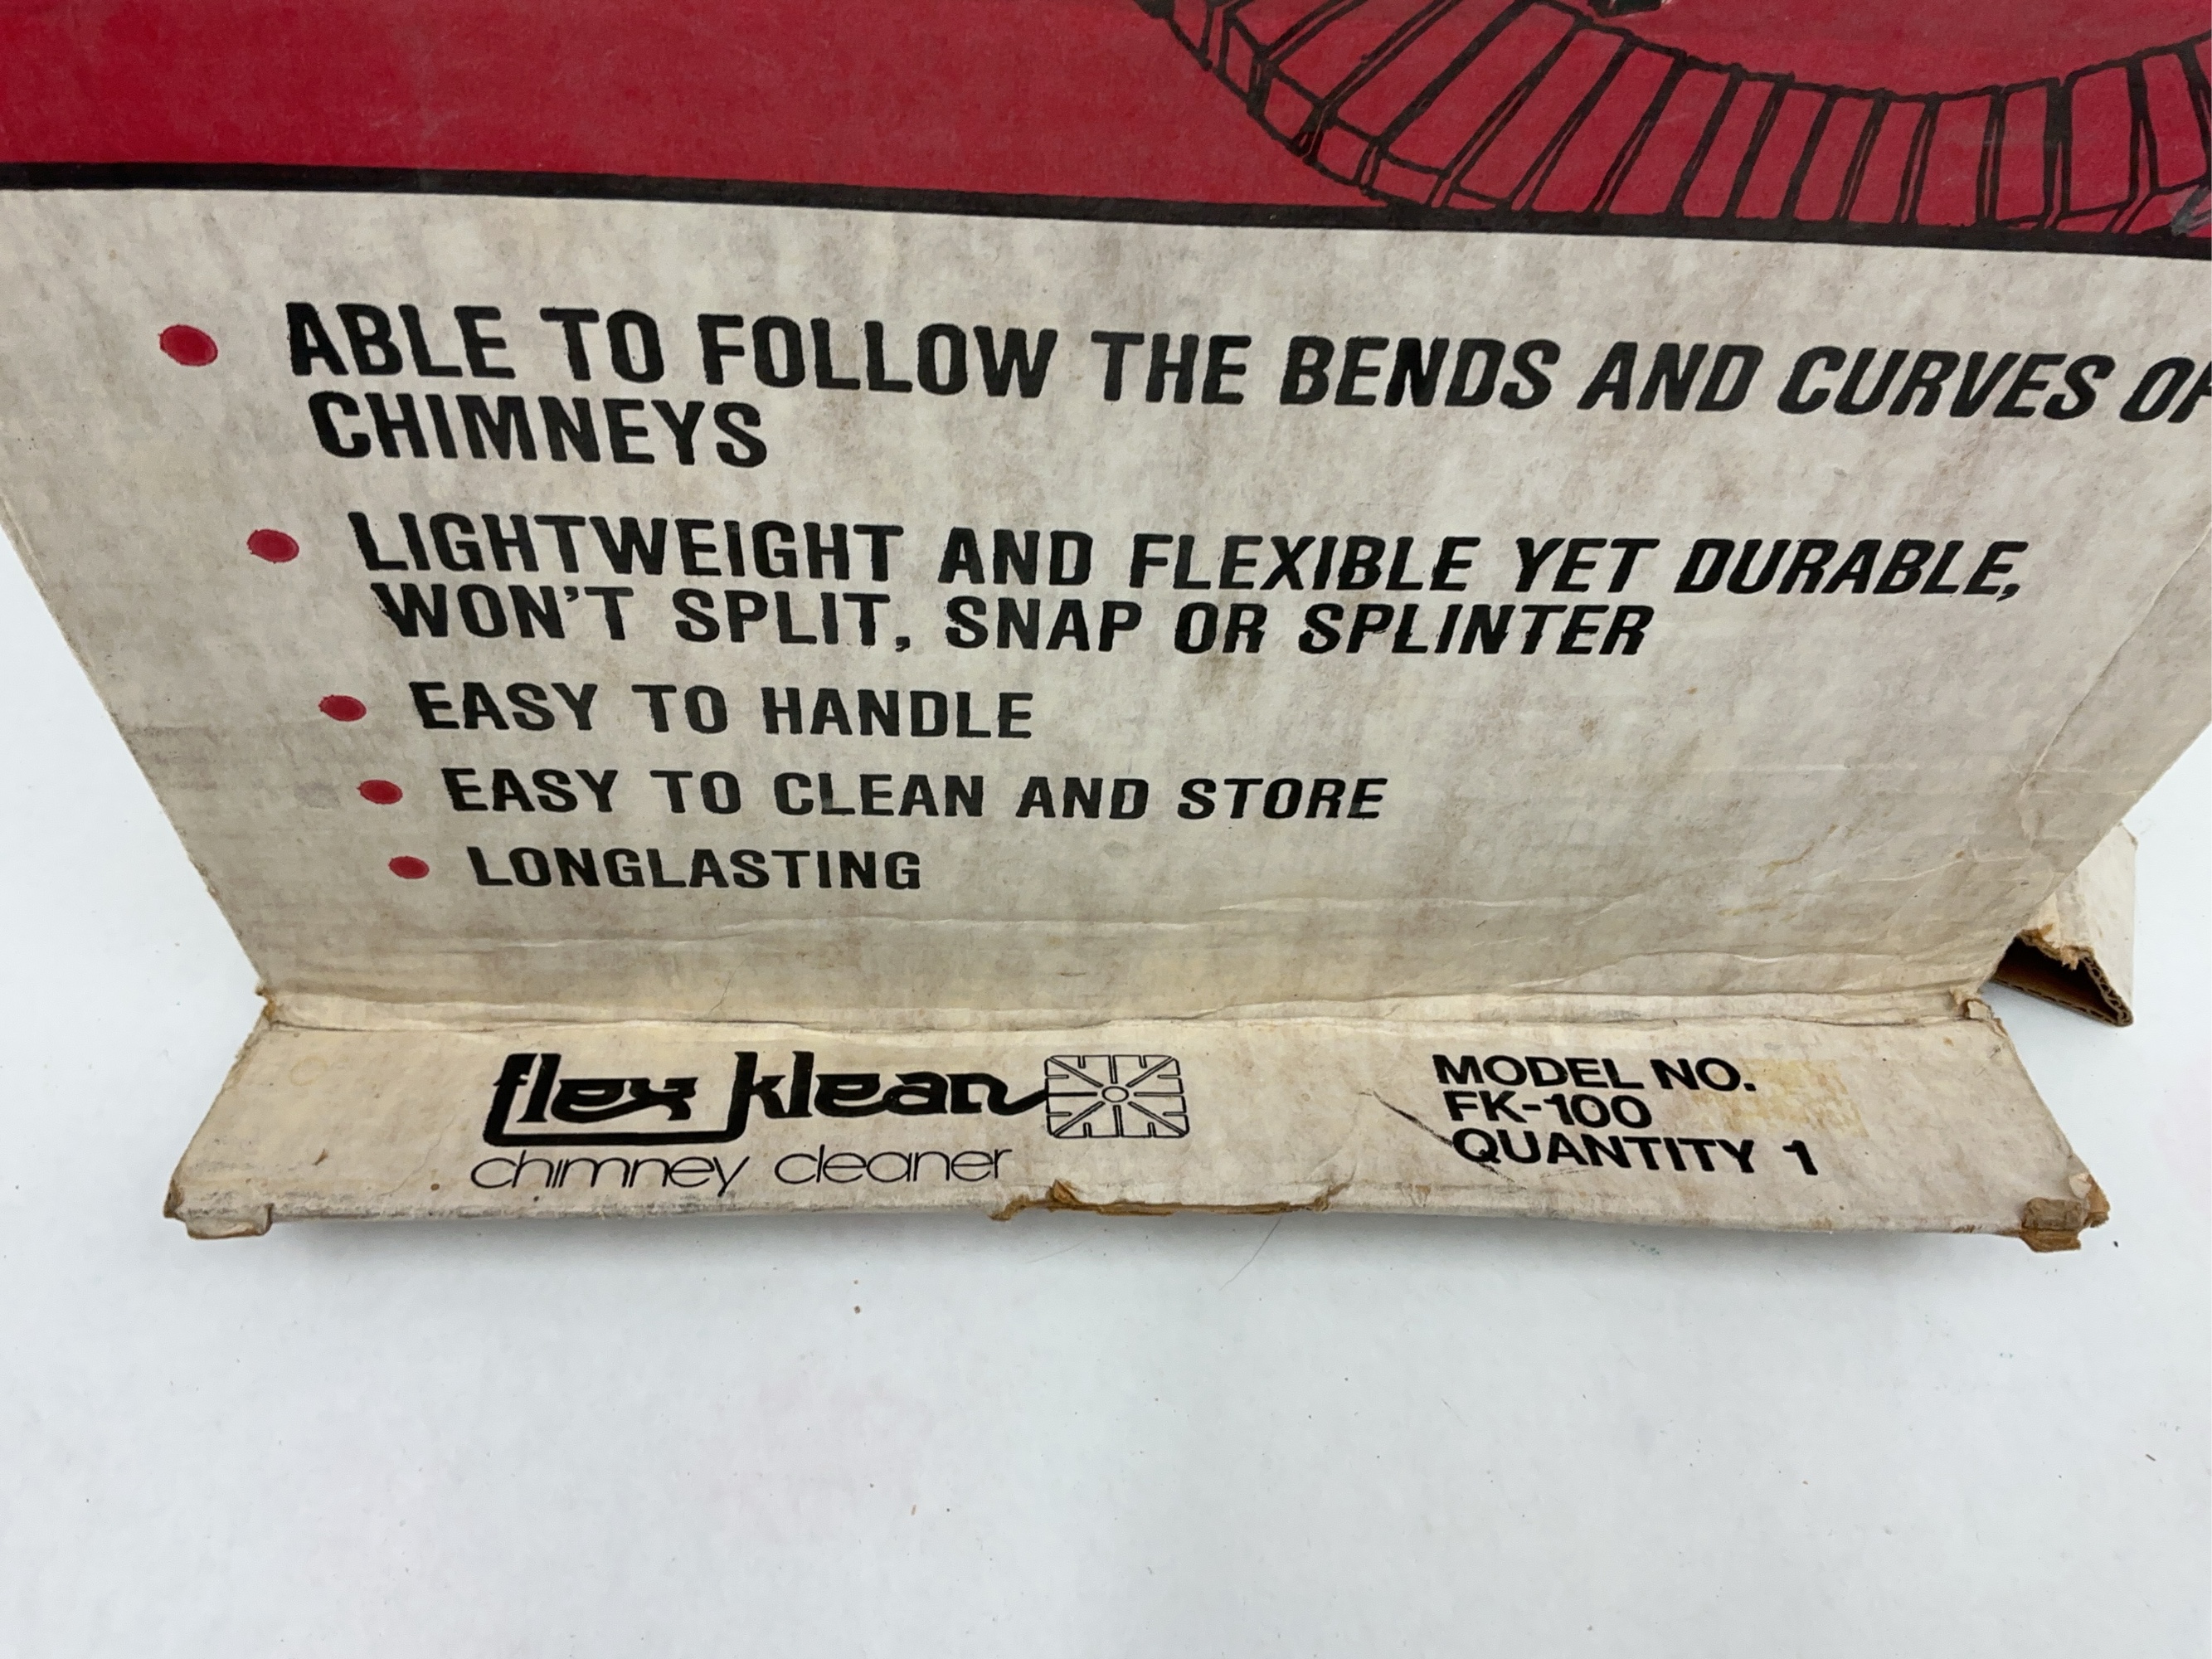 • ABLE TO FOLLOW THE BENDS AND CURVES OF
CHIMNEYS
• LIGHTWEIGHT AND FLEXIBLE YET DURABLE,
WON'T SPLIT, SNAP OR SPLINTER
• EASY TO HANDLE
• EASY TO CLEAN AND STORE
• LONGLASTING
flex klean
chimney cleaner
MODEL NO.
FK-100
QUANTITY 1